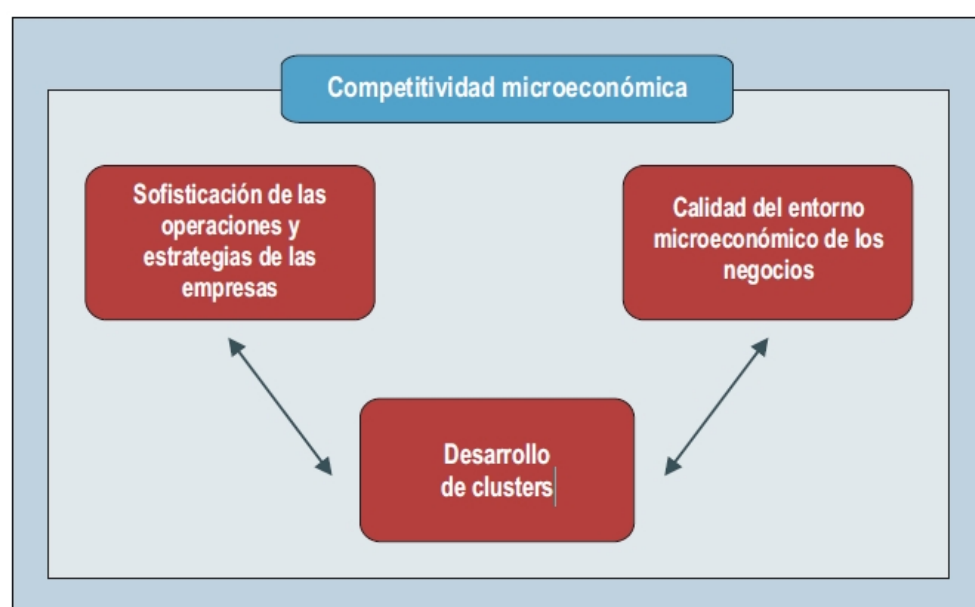 Competitividad microeconómica
Sofisticación de las
operaciones y
estrategias de las
empresas
Calidad del entorno
microeconómico de los
negocios
Desarrollo
de clusters